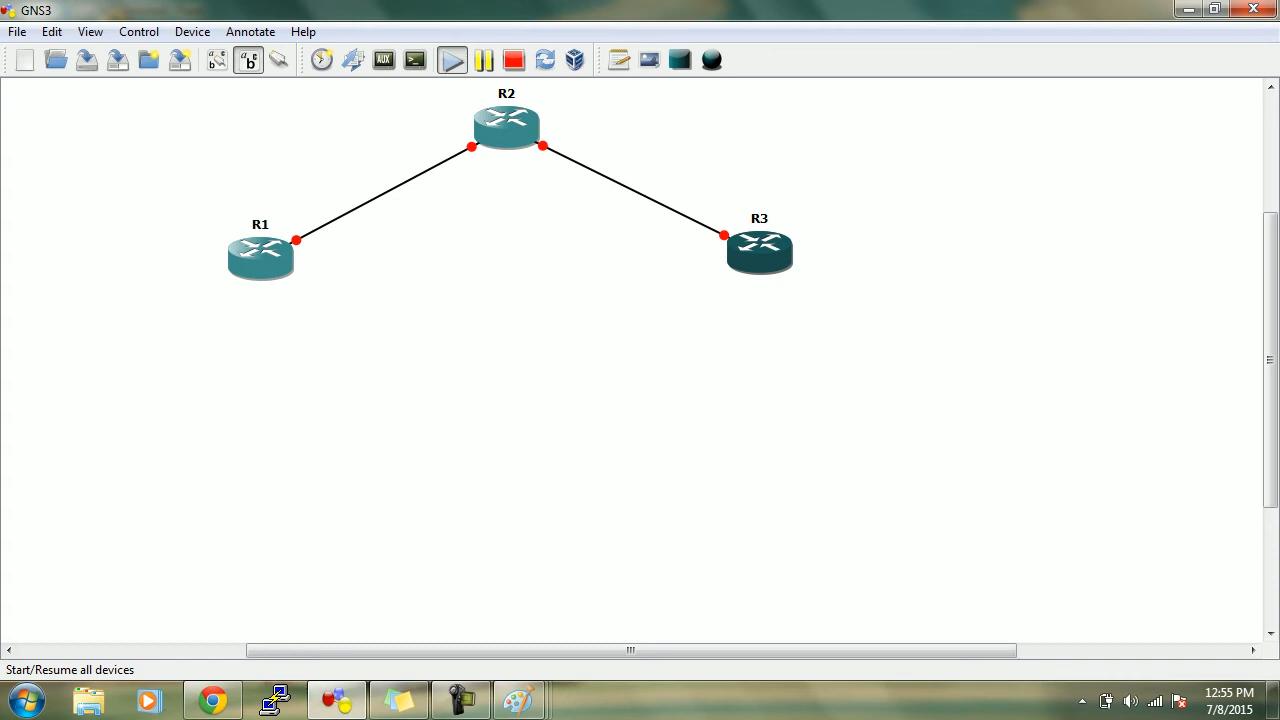 GNS3
File Edit View Control Device Annotate Help
AUX
R2
R1
R3
Start/Resume all devices
12:55 PM
7/8/2015